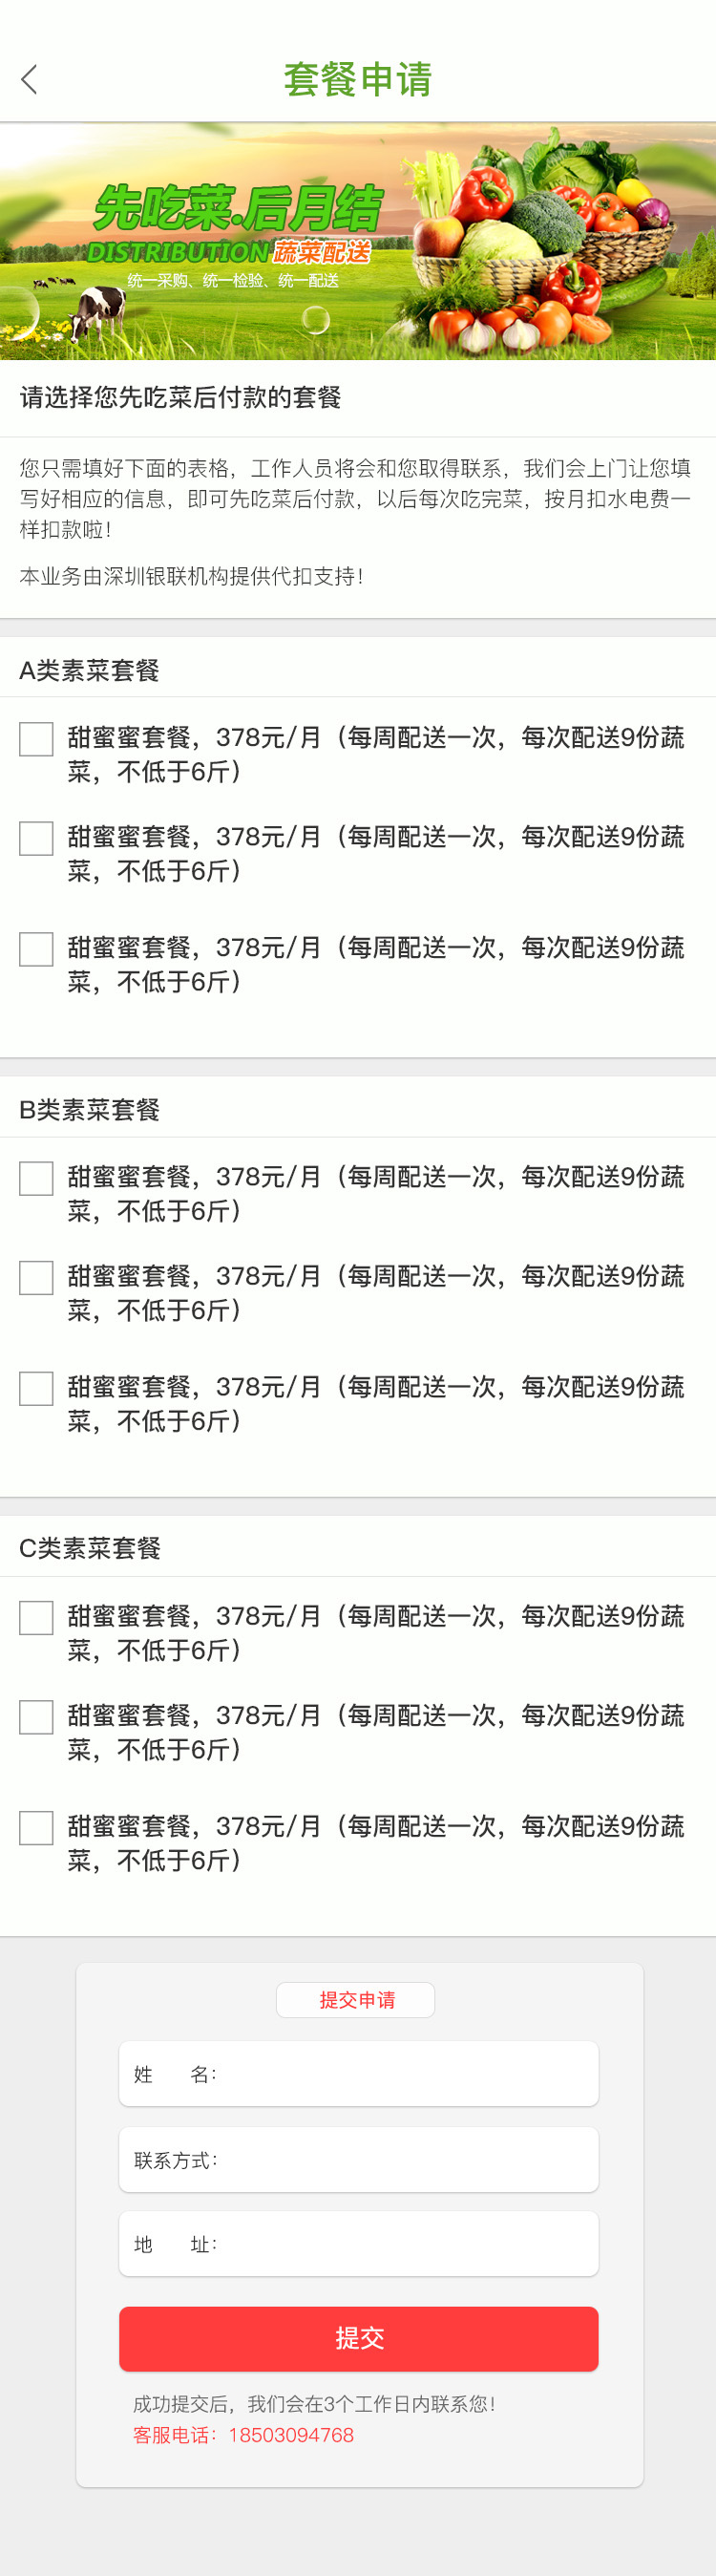 套餐申请
先吃菜.后月结
DISTRIBUTION 蔬菜配送
统一采购、统一检验、统一配送
请选择您先吃菜后付款的套餐
您只需填好下面的表格，工作人员将会和您取得联系，我们会上门让您填
写好相应的信息，即可先吃菜后付款，以后每次吃完菜，按月扣水电费一
样扣款啦！
本业务由深圳银联机构提供代扣支持！
A类素菜套餐
甜蜜蜜套餐，378元/月（每周配送一次，每次配送9份蔬
菜，不低于6斤）
甜蜜蜜套餐，378元/月（每周配送一次，每次配送9份蔬
菜，不低于6斤）
甜蜜蜜套餐，378元/月（每周配送一次，每次配送9份蔬
菜，不低于6斤）
B类素菜套餐
甜蜜蜜套餐，378元/月（每周配送一次，每次配送9份蔬
菜，不低于6斤）
甜蜜蜜套餐，378元/月（每周配送一次，每次配送9份蔬
菜，不低于6斤）
甜蜜蜜套餐，378元/月（每周配送一次，每次配送9份蔬
菜，不低于6斤）
C类素菜套餐
甜蜜蜜套餐，378元/月（每周配送一次，每次配送9份蔬
菜，不低于6斤）
甜蜜蜜套餐，378元/月（每周配送一次，每次配送9份蔬
菜，不低于6斤）
甜蜜蜜套餐，378元/月（每周配送一次，每次配送9份蔬
菜，不低于6斤）
提交申请
姓　　名：
联系方式：
地　　址：
提交
成功提交后，我们会在3个工作日内联系您！
客服电话：18503094768